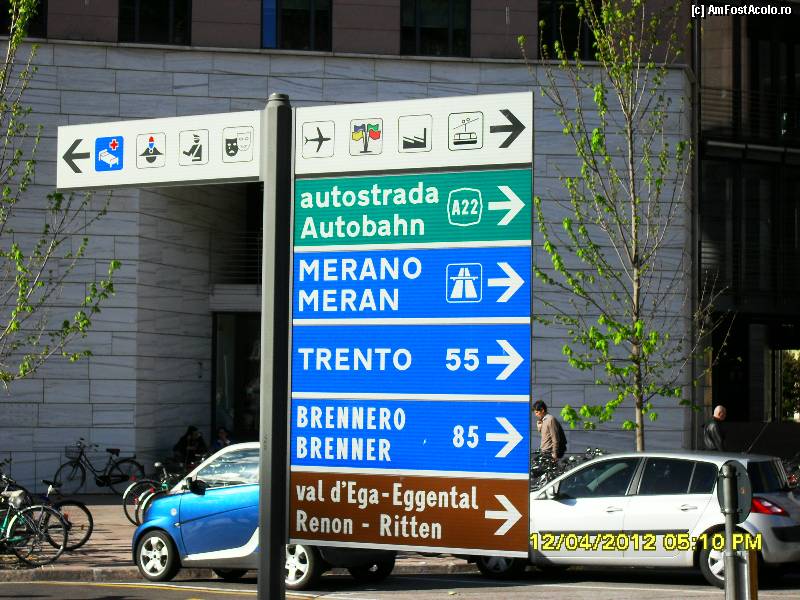 [c] AmFostAcolo.ro
autostrada
Autobahn
A22
MERANO
MERAN
TRENTO 55
BRENNERO
BRENNER
85
val d'Ega-Eggental
Renon - Ritten
12/04/2012 05:10 PM